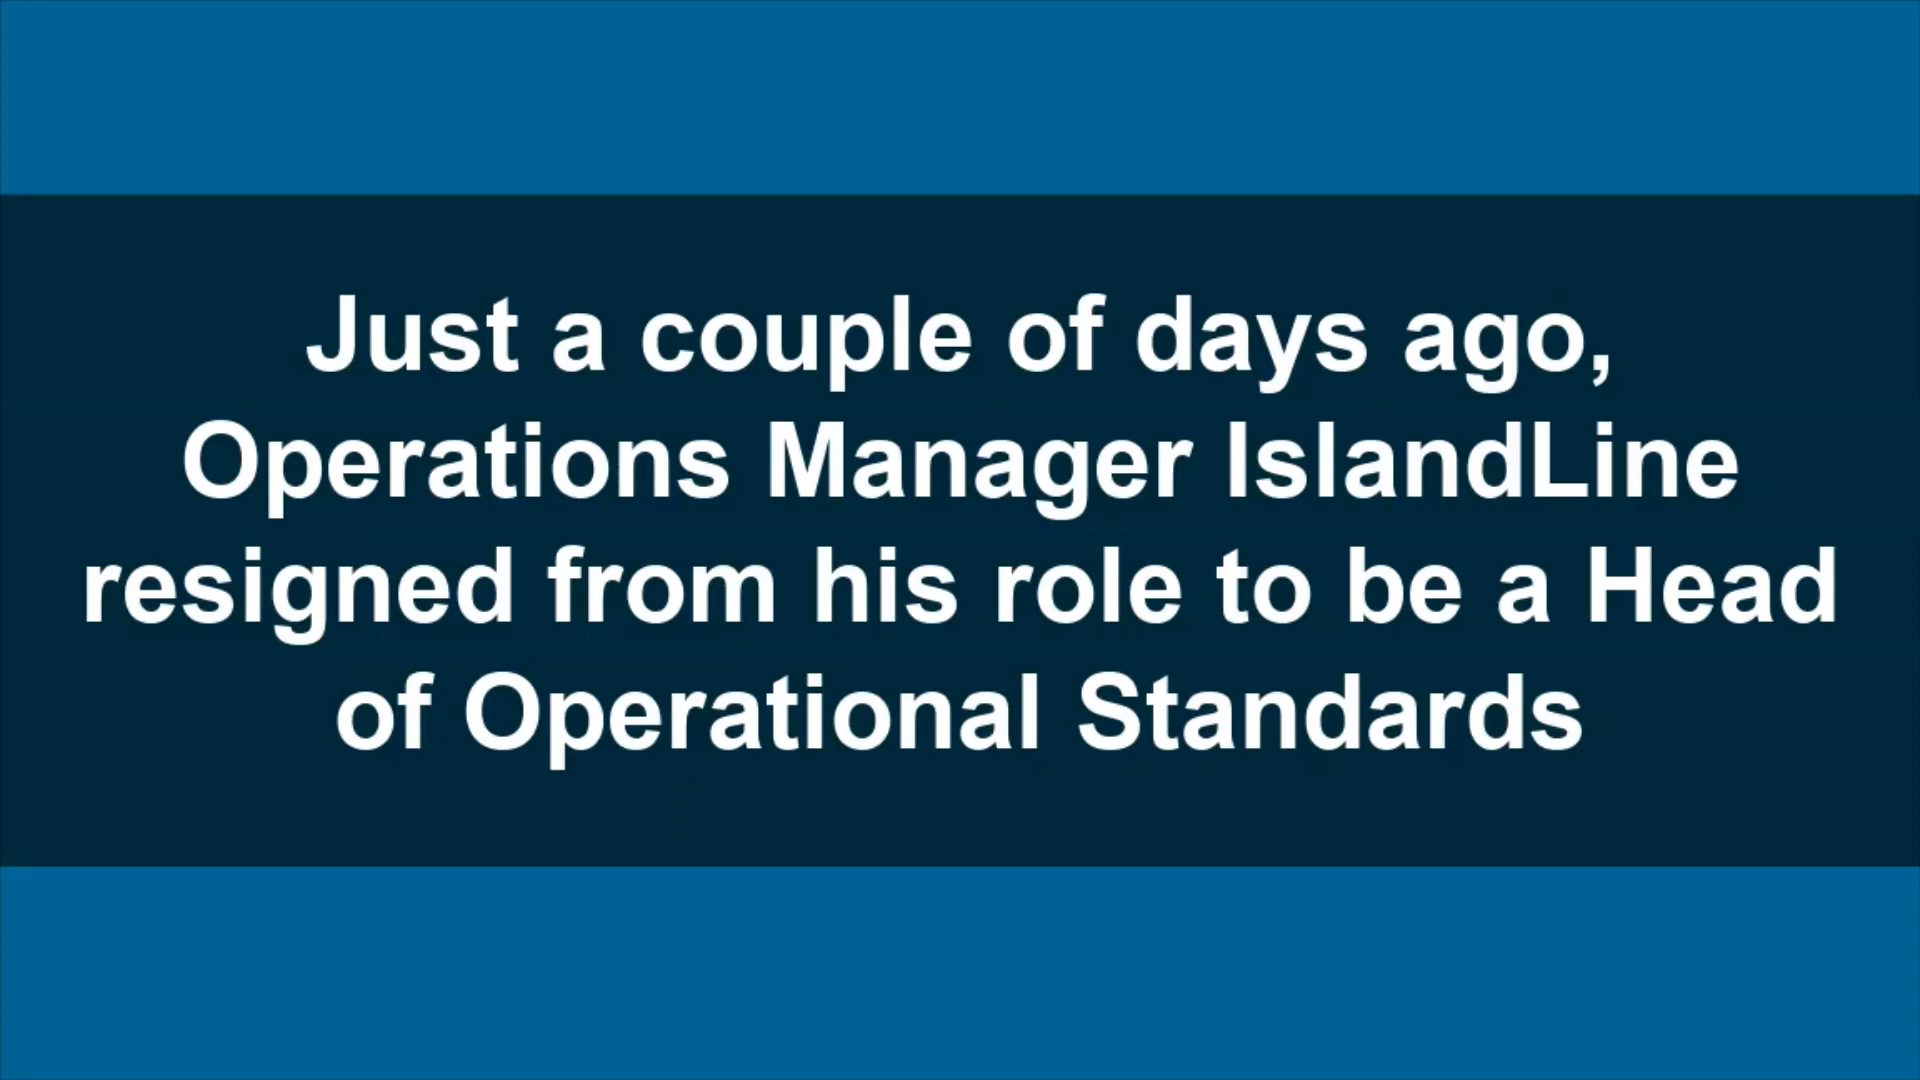 Just a couple of days ago,
Operations Manager IslandLine
resigned from his role to be a Head
of Operational Standards